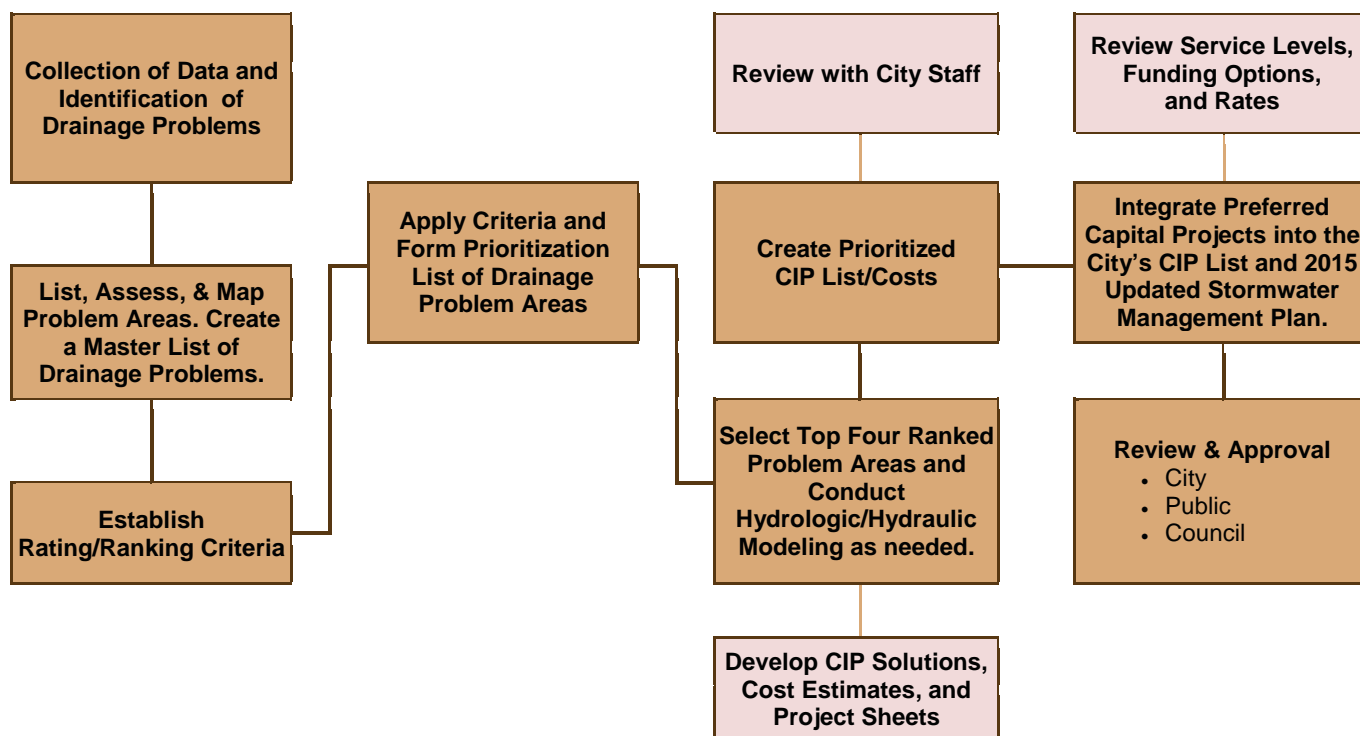 Collection of Data and
Identification of
Drainage Problems
List, Assess, & Map
Problem Areas. Create
a Master List of
Drainage Problems.
Establish
Rating/Ranking Criteria
Apply Criteria and
Form Prioritization
List of Drainage
Problem Areas
Review with City Staff
Create Prioritized
CIP List/Costs
Select Top Four Ranked
Problem Areas and
Conduct
Hydrologic/Hydraulic
Modeling as needed.
Develop CIP Solutions,
Cost Estimates, and
Project Sheets
Review Service Levels,
Funding Options,
and Rates
Integrate Preferred
Capital Projects into the
City’s CIP List and 2015
Updated Stormwater
Management Plan.
Review & Approval
• City
• Public
• Council